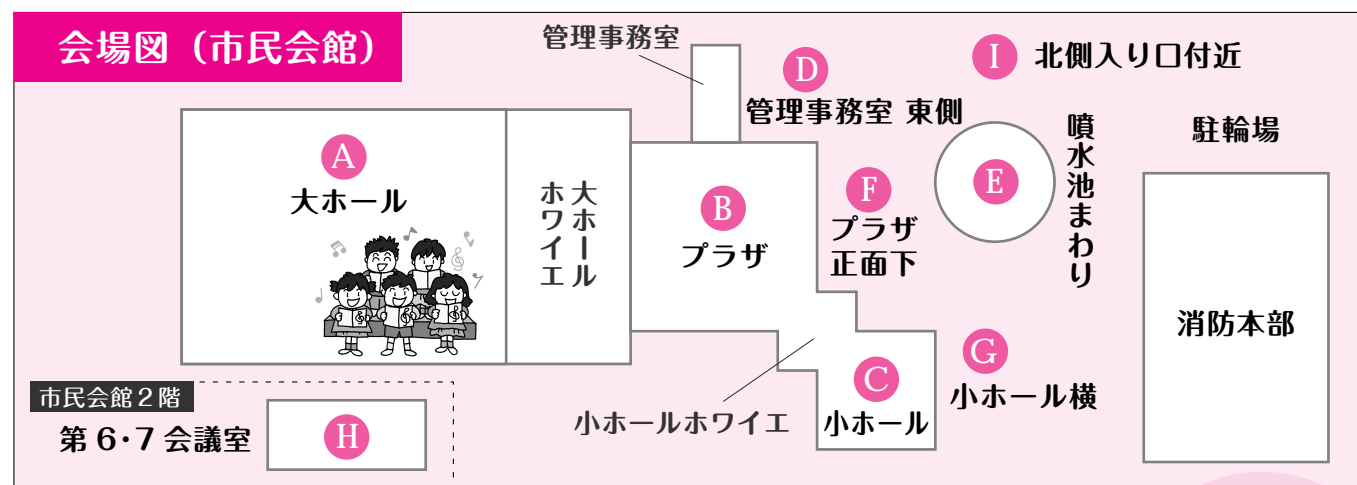 会場図（市民会館）
管理事務室
D
管理事務室 東側
I 北側入り口付近
A
大ホール
大ホール
ホワイエ
B
プラザ
F
プラザ
正面下
E
噴水池まわり
駐輪場
消防本部
G
小ホール横
C
小ホール
小ホールホワイエ
市民会館２階
第 6･7 会議室
H